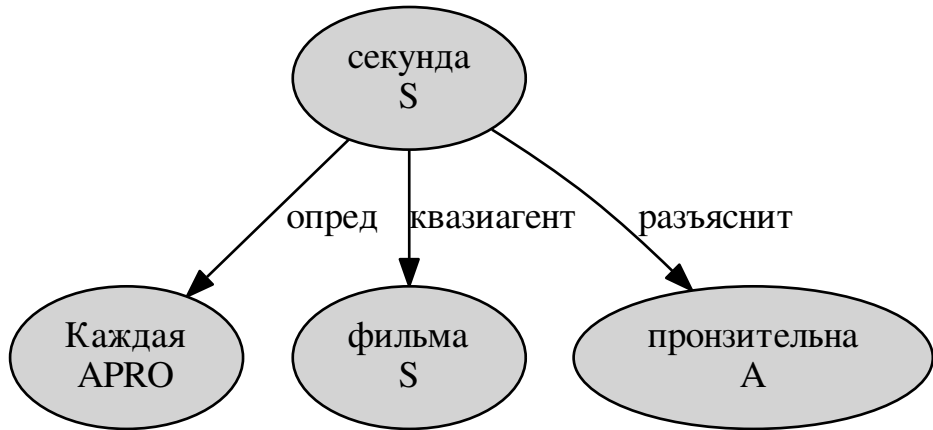 секунда
S
опред квазиагент разъяснит
Каждая
APRO
фильма
S
пронзительна
A